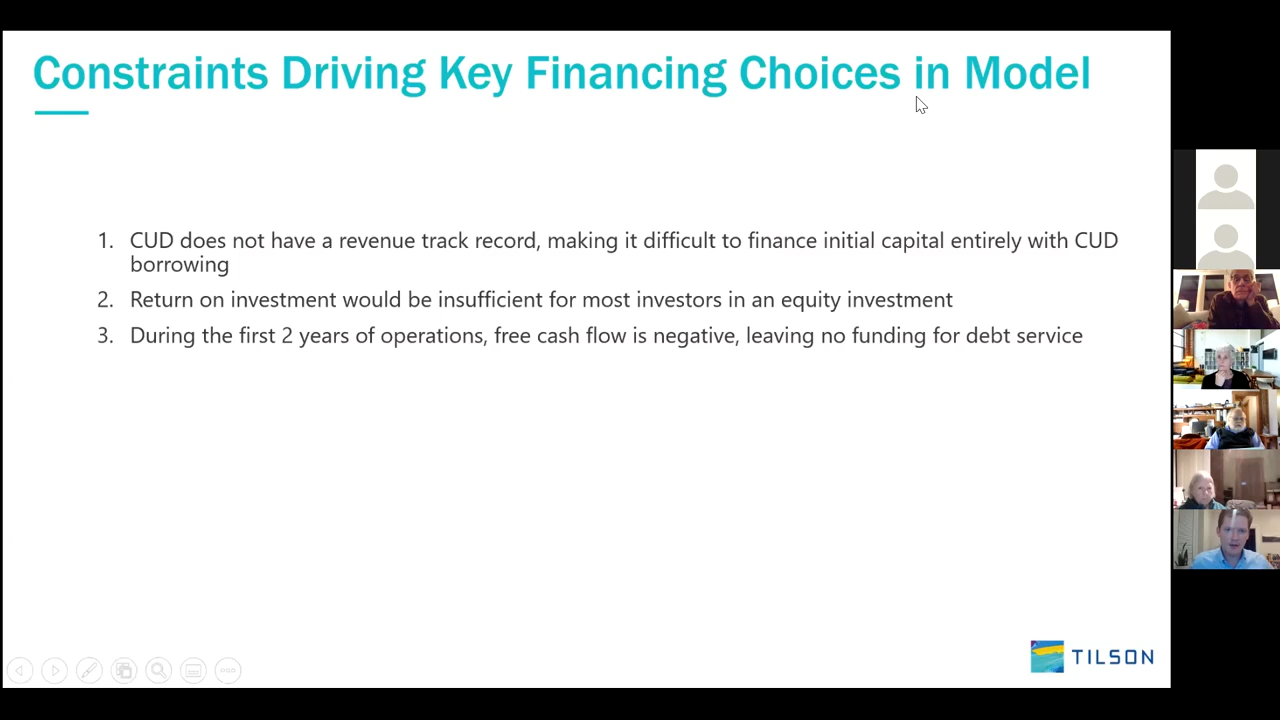 Constraints Driving Key Financing Choices in Model
1. CUD does not have a revenue track record, making it difficult to finance initial capital entirely with CUD
borrowing
2. Return on investment would be insufficient for most investors in an equity investment
3. During the first 2 years of operations, free cash flow is negative, leaving no funding for debt service
TILSON